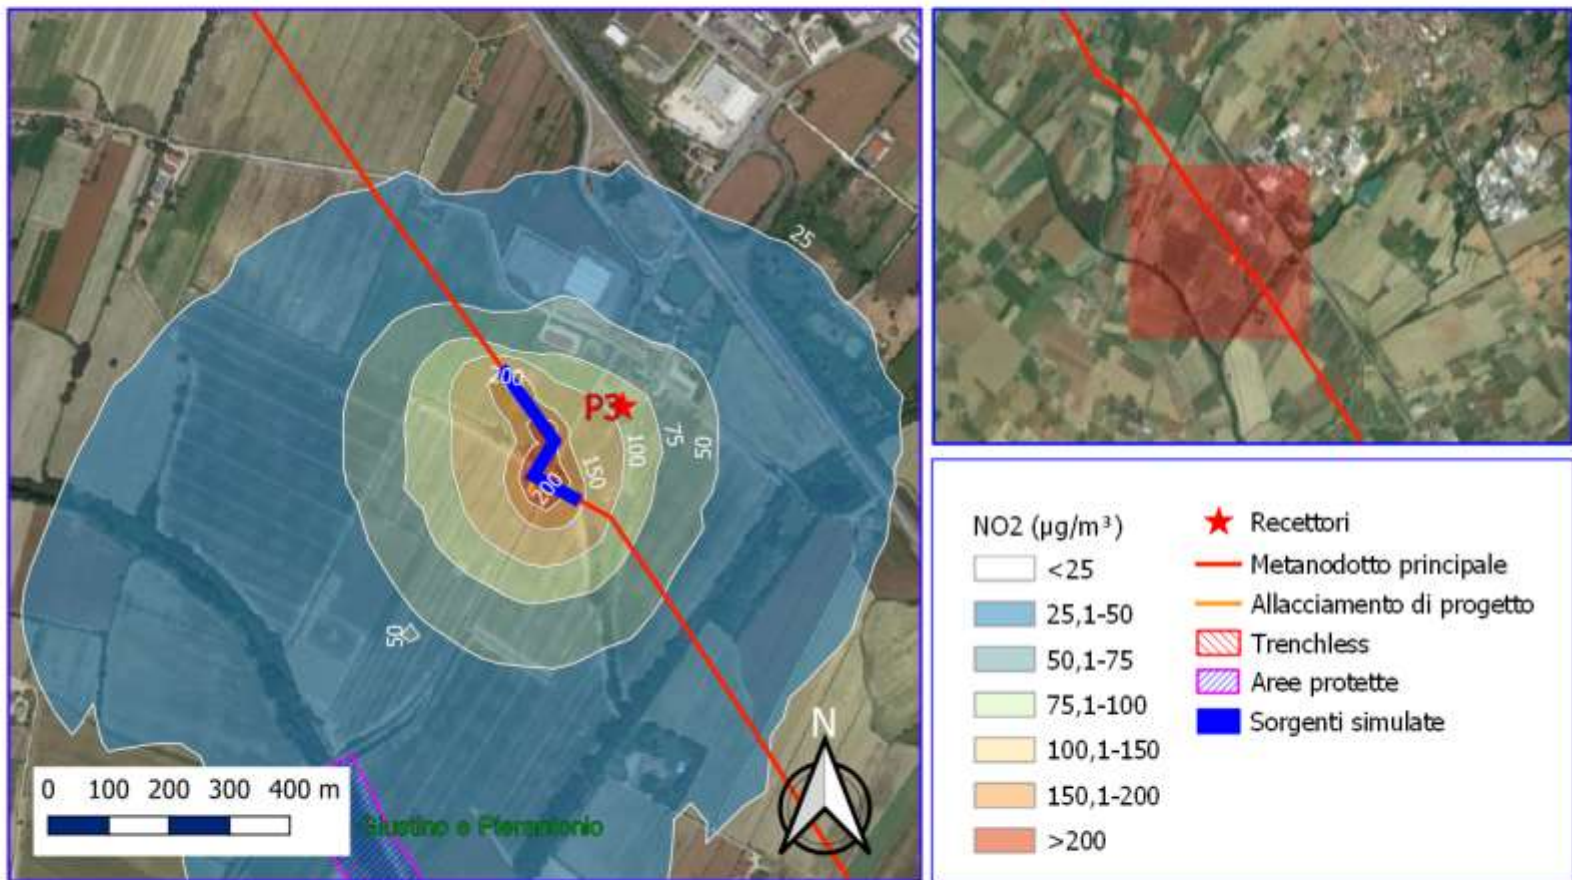 25
200
P3
150
100
75
50
200
50
N
0 100 200 300 400 m
Giustino e Pierantonio
NO2 (µg/m³)
<25
25,1-50
50,1-75
75,1-100
100,1-150
150,1-200
>200
Recettori
Metanodotto principale
Allacciamento di progetto
Trenchless
Aree protette
Sorgenti simulate